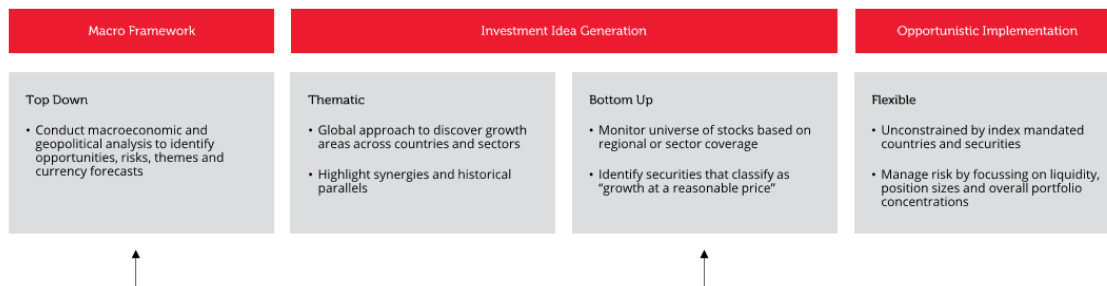 Macro Framework
Investment Idea Generation
Opportunistic Implementation
Top Down
• Conduct macroeconomic and
geopolitical analysis to identify
opportunities, risks, themes and
currency forecasts
Thematic
• Global approach to discover growth
areas across countries and sectors
• Highlight synergies and historical
parallels
Bottom Up
• Monitor universe of stocks based on
regional or sector coverage
• Identify securities that classify as
“growth at a reasonable price”
Flexible
• Unconstrained by index mandated
countries and securities
• Manage risk by focussing on liquidity,
position sizes and overall portfolio
concentrations